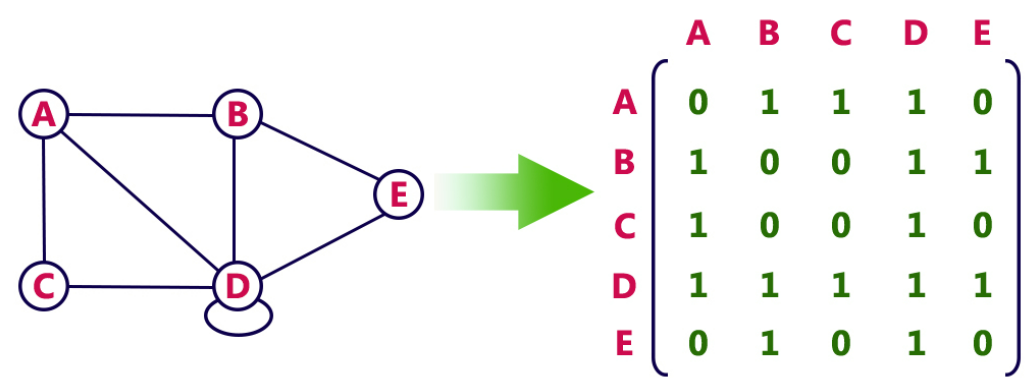 A B C D E
A B
E
C D
A 0 1 1 1 0
B 1 0 0 1 1
C 1 0 0 1 0
D 1 1 1 1 1
E 0 1 0 1 0